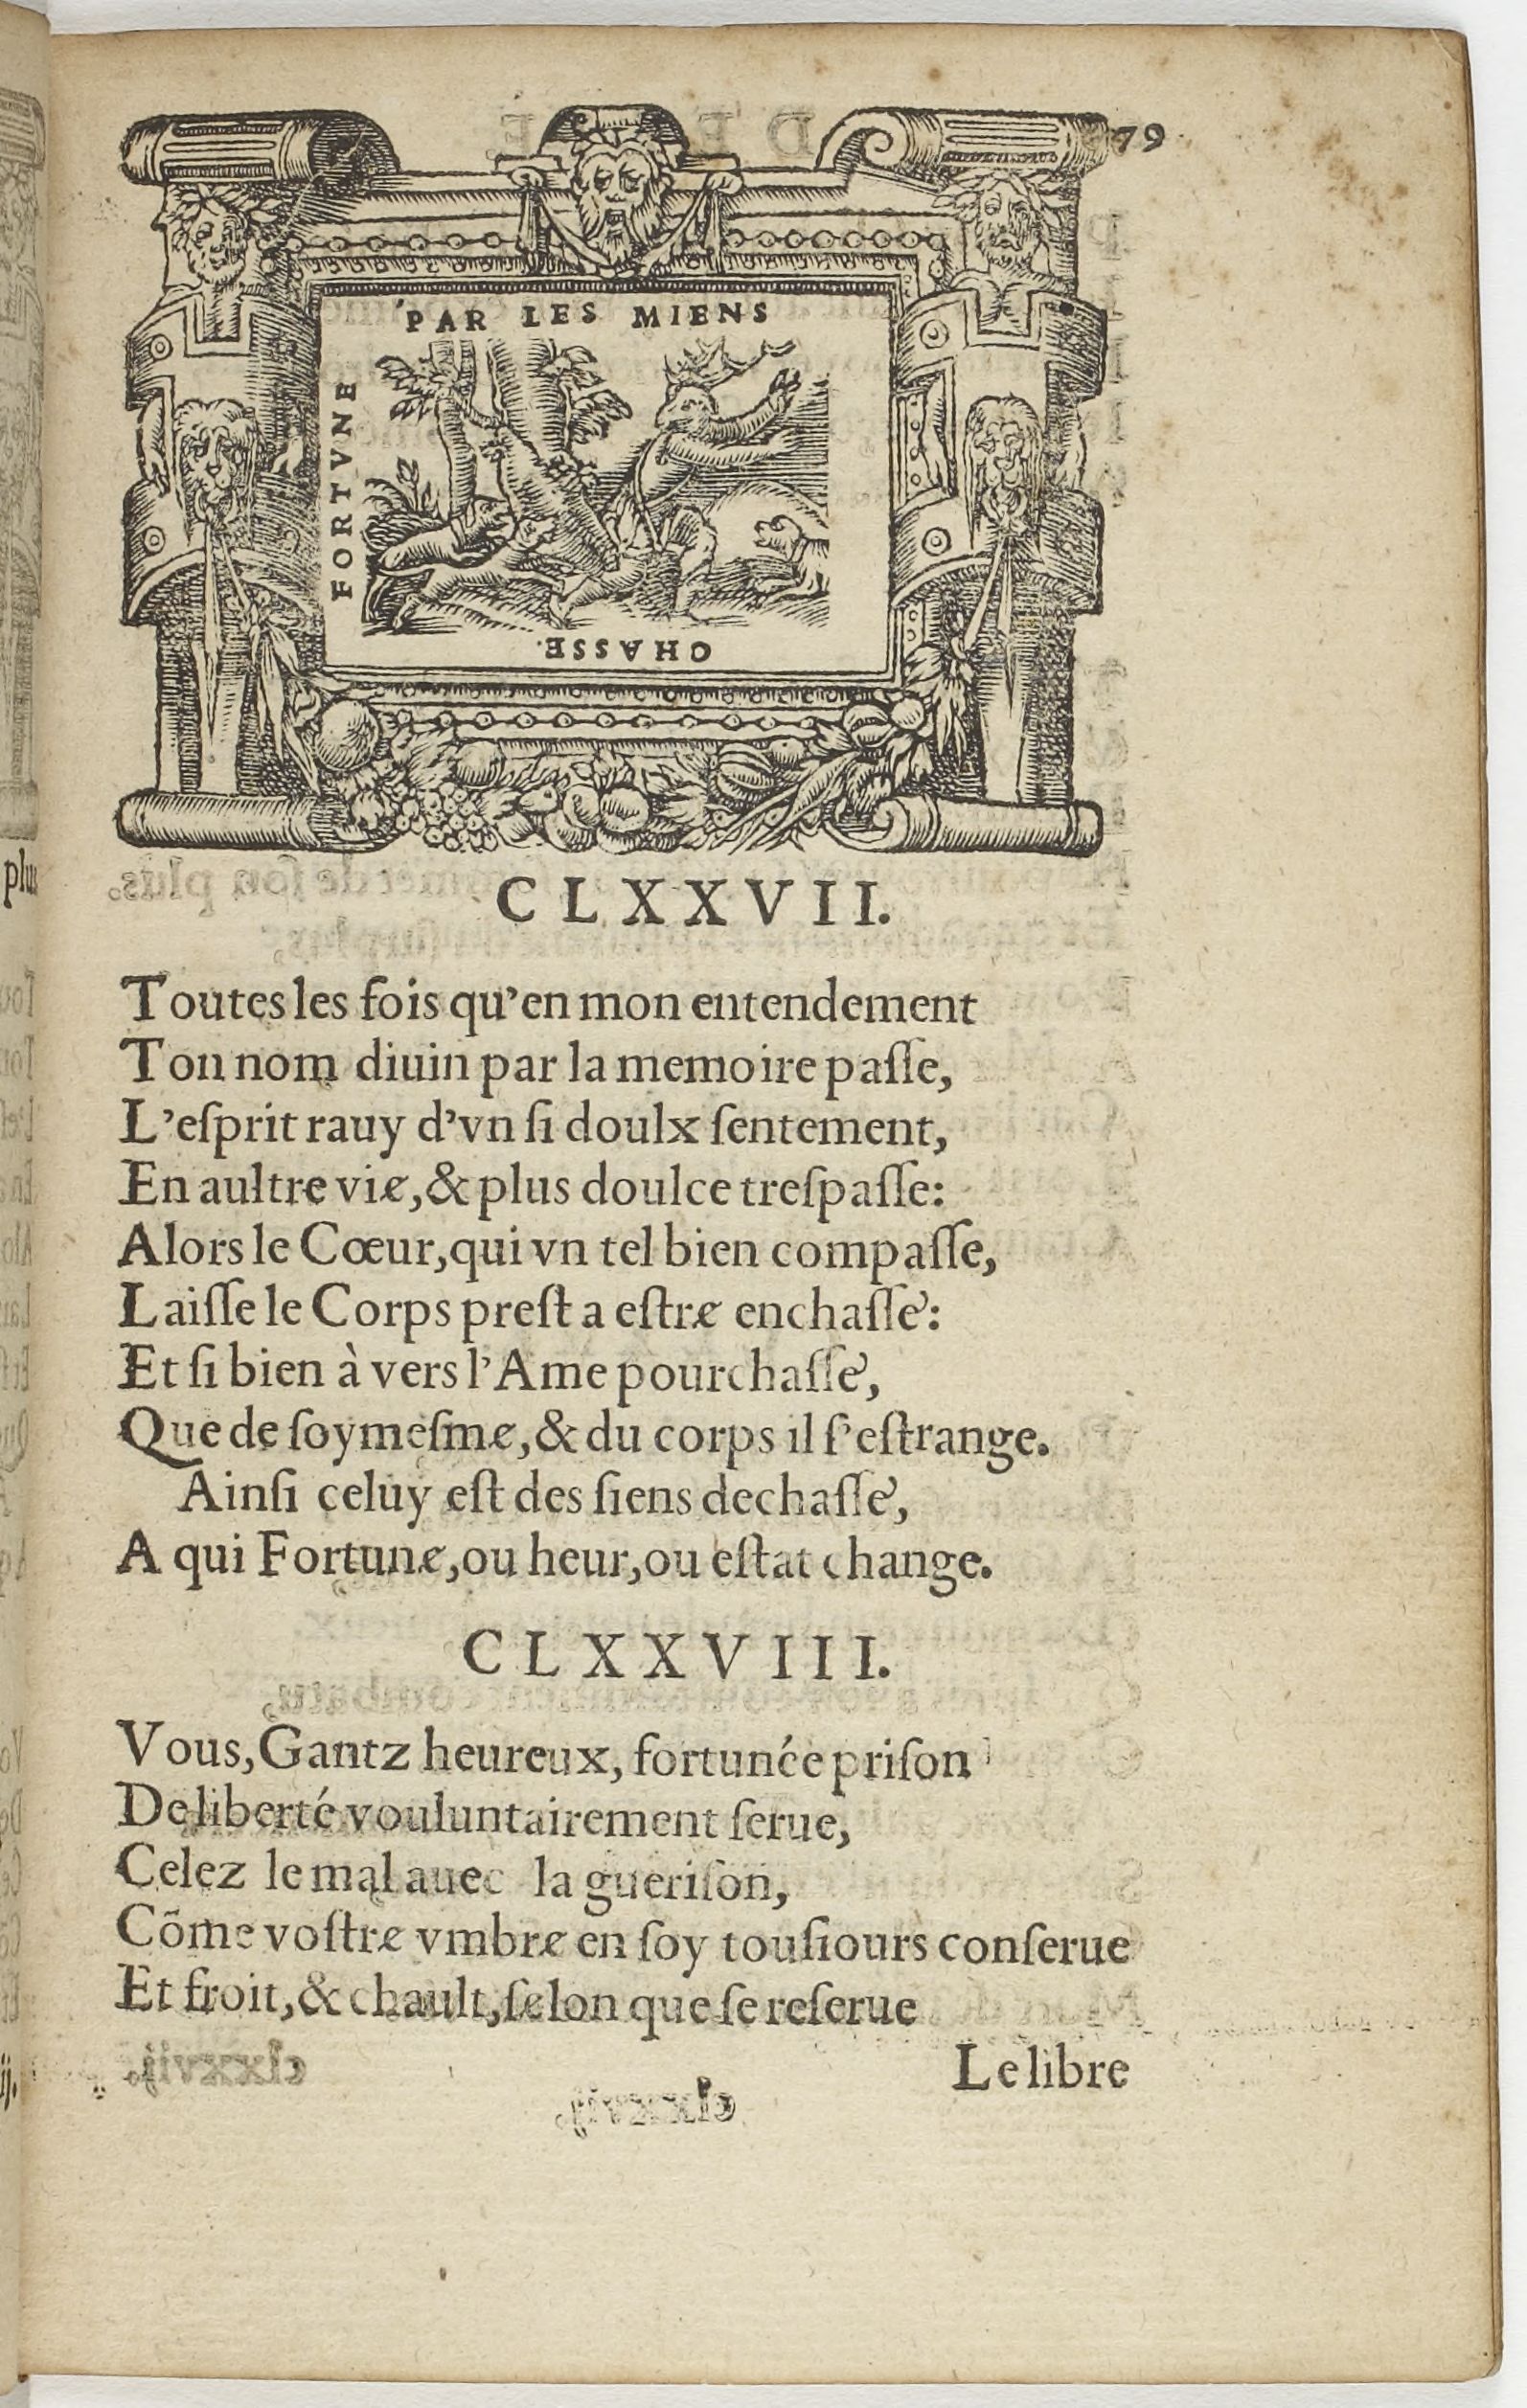 79
FORTVNE
PAR LES MIENS
CHASSE.
CLXXVII.
Toutes les fois qu'en mon entendement
Ton nom diuin par la memoire paſſe,
L'eſprit rauy d'vn ſi doulx ſentement,
En aultre vie, & plus doulce treſpaſſe:
Alors le Cœur, qui vn tel bien compaſſe,
Laiſſe le Corps preſt a eſtre enchaſſé:
Et ſi bien à vers l'Ame pourchaſſé,
Que de ſoymeſme, & du corps il ſ'eſtrange.
Ainſi celuy eſt des ſiens dechaſſé,
A qui Fortune, ou heur, ou eſtat change.
CLXXVIII.
Vous, Gantz heureux, fortunée priſon
De liberté vouluntairement ſerue,
Celez le mal auec la gueriſon,
Cõme voſtre vmbre en ſoy touſiours conſerue
Et froit, & chault, ſelon que ſe reſerue
Le libre